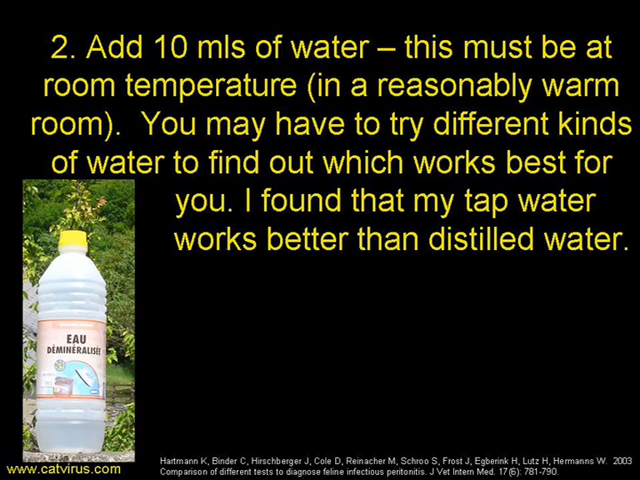 2. Add 10 mls of water – this must be at
room temperature (in a reasonably warm
room).  You may have to try different kinds
of water to find out which works best for
you. I found that my tap water
works better than distilled water.
EAU
DÉMINÉRALISÉE
www.catvirus.com
Hartmann K, Binder C, Hirschberger J, Cole D, Reinacher M, Schroo S, Frost J, Egberink H, Lutz H, Hermanns W.  2003
Comparison of different tests to diagnose feline infectious peritonitis. J Vet Intern Med. 17(6): 781-790.